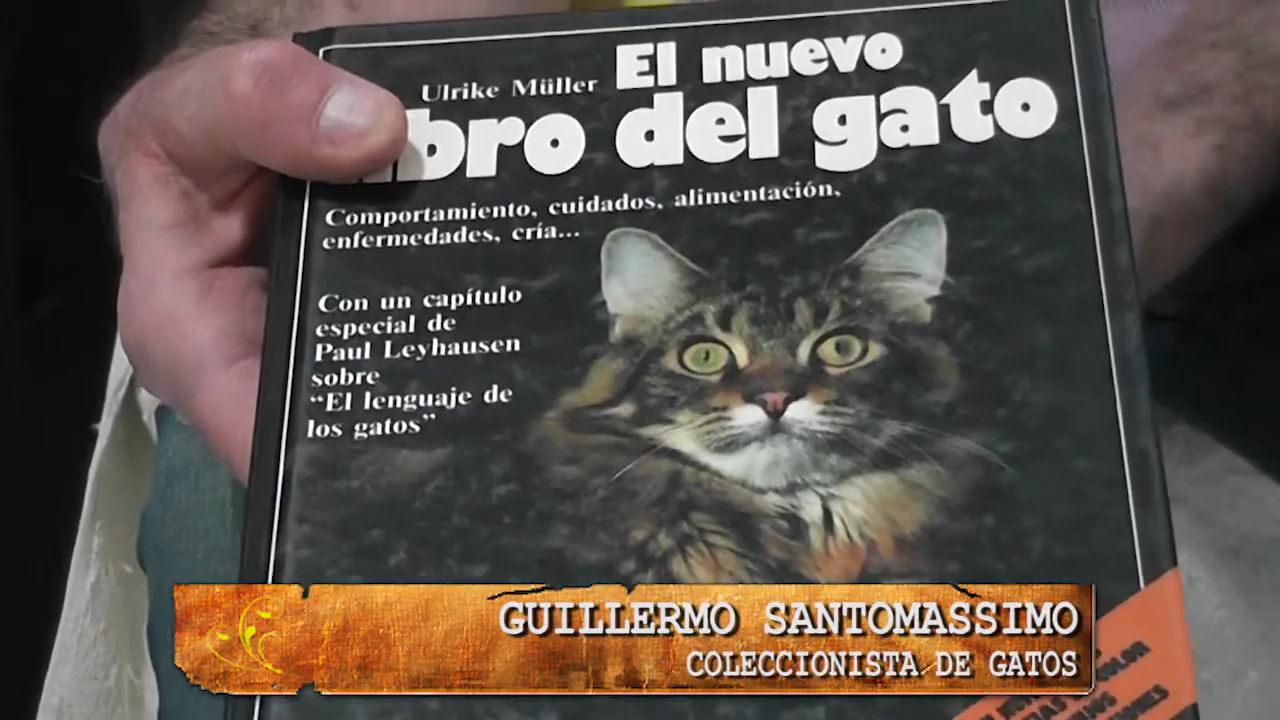 Ulrike Müller
El nuevo
bro del gato
Comportamiento, cuidados, alimentación,
enfermedades, cría...
Con un capítulo
especial de
Paul Leyhausen
sobre
“El lenguaje de
los gatos”
GUILLERMO SANTOMASSIMO
COLECCIONISTA DE GATOS